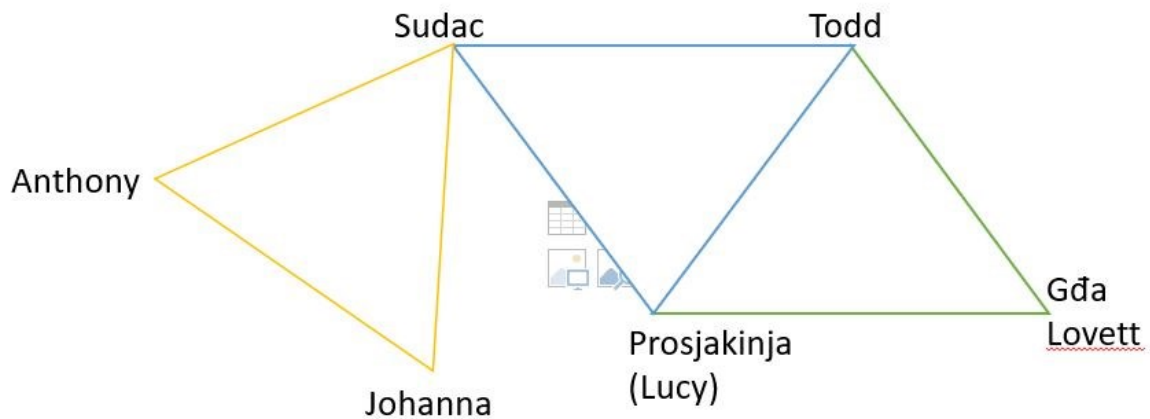 Sudac
Todd
Anthony
Gđa
Lovett
Prosjakinja
(Lucy)
Johanna